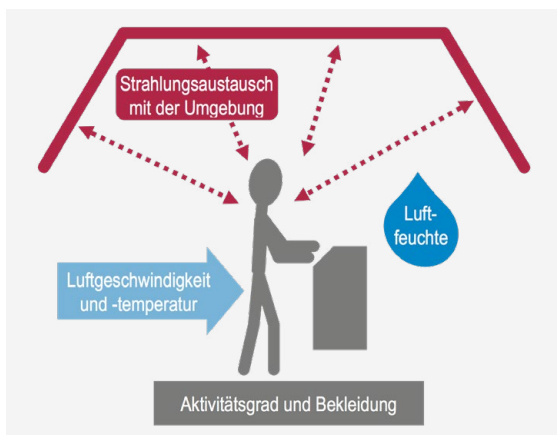 Strahlungsaustausch
mit der Umgebung
Luft-
feuchte
Luftgeschwindigkeit
und -temperatur
Aktivitätsgrad und Bekleidung